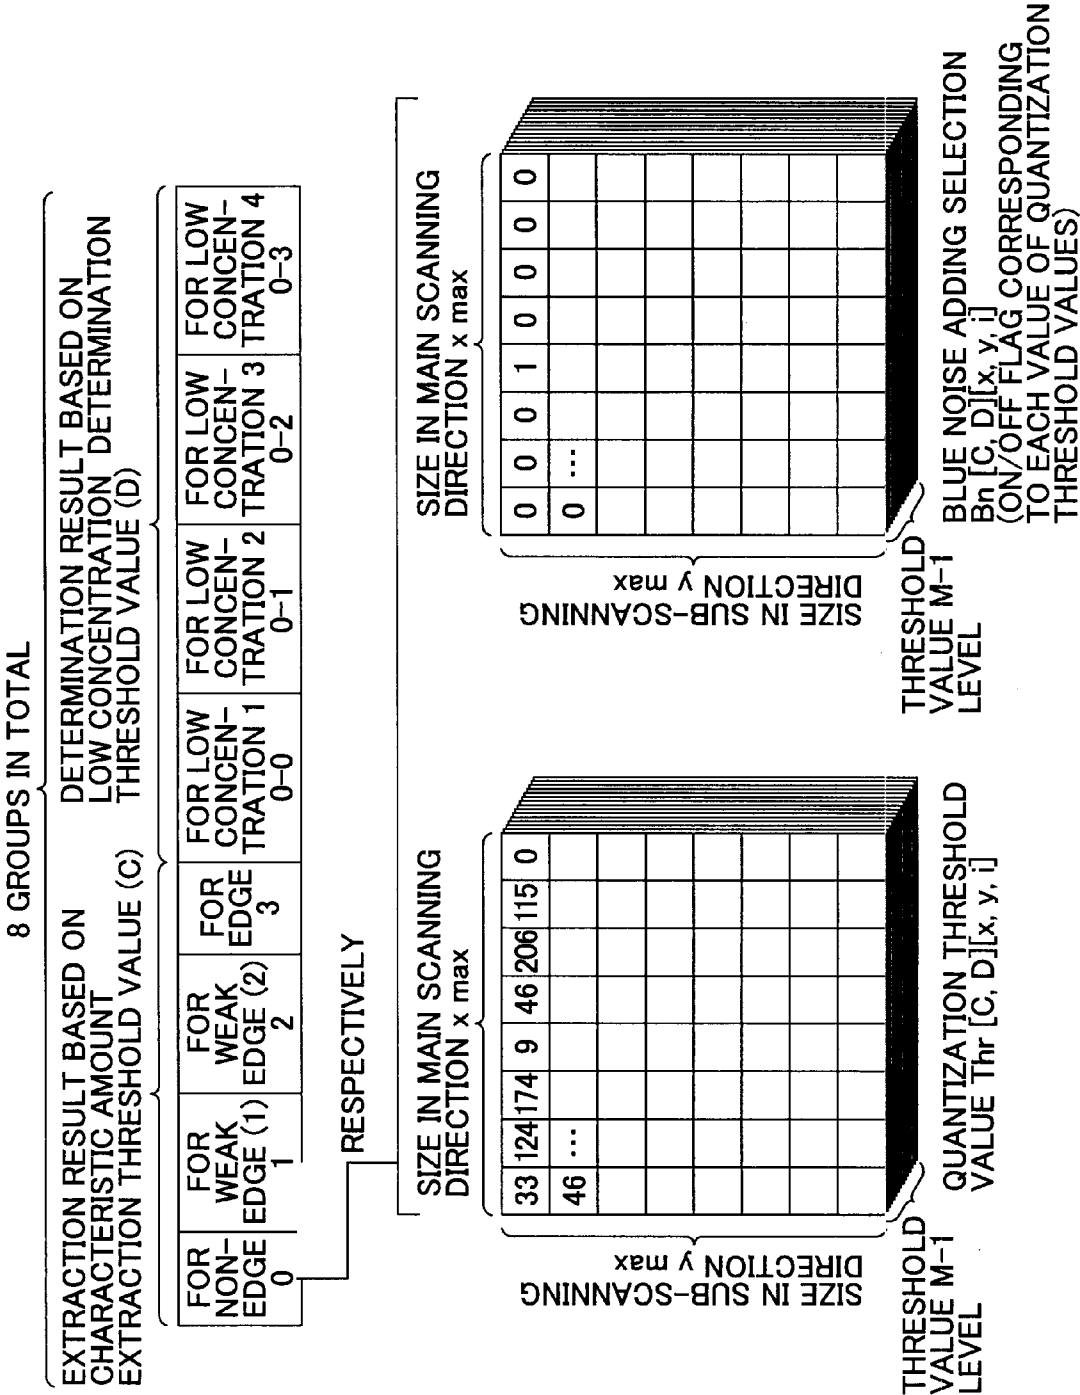 8 GROUPS IN TOTAL
EXTRACTION RESULT BASED ON
CHARACTERISTIC AMOUNT
EXTRACTION THRESHOLD VALUE (C)
DETERMINATION RESULT BASED ON
LOW CONCENTRATION DETERMINATION
THRESHOLD VALUE (D)
FOR
NON-
EDGE
0
FOR
WEAK
EDGE (1)
1
FOR
WEAK
EDGE (2)
2
FOR
EDGE
3
FOR LOW
CONCEN-
TRATION 1
0-0
FOR LOW
CONCEN-
TRATION 2
0-1
FOR LOW
CONCEN-
TRATION 3
0-2
FOR LOW
CONCEN-
TRATION 4
0-3
RESPECTIVELY
SIZE IN MAIN SCANNING
DIRECTION x max
SIZE IN SUB-SCANNING
DIRECTION y max
33 124 174 9 46 206 115 0
46 ...
THRESHOLD
VALUE M-1
LEVEL
QUANTIZATION THRESHOLD
VALUE Thr [C, D][x, y, i]
SIZE IN MAIN SCANNING
DIRECTION x max
SIZE IN SUB-SCANNING
DIRECTION y max
0 0 0 1 0 0 0 0
0 ...
THRESHOLD
VALUE M-1
LEVEL
BLUE NOISE ADDING SELECTION
Bn [C, D][x, y, i]
(ON/OFF FLAG CORRESPONDING
TO EACH VALUE OF QUANTIZATION
THRESHOLD VALUES)